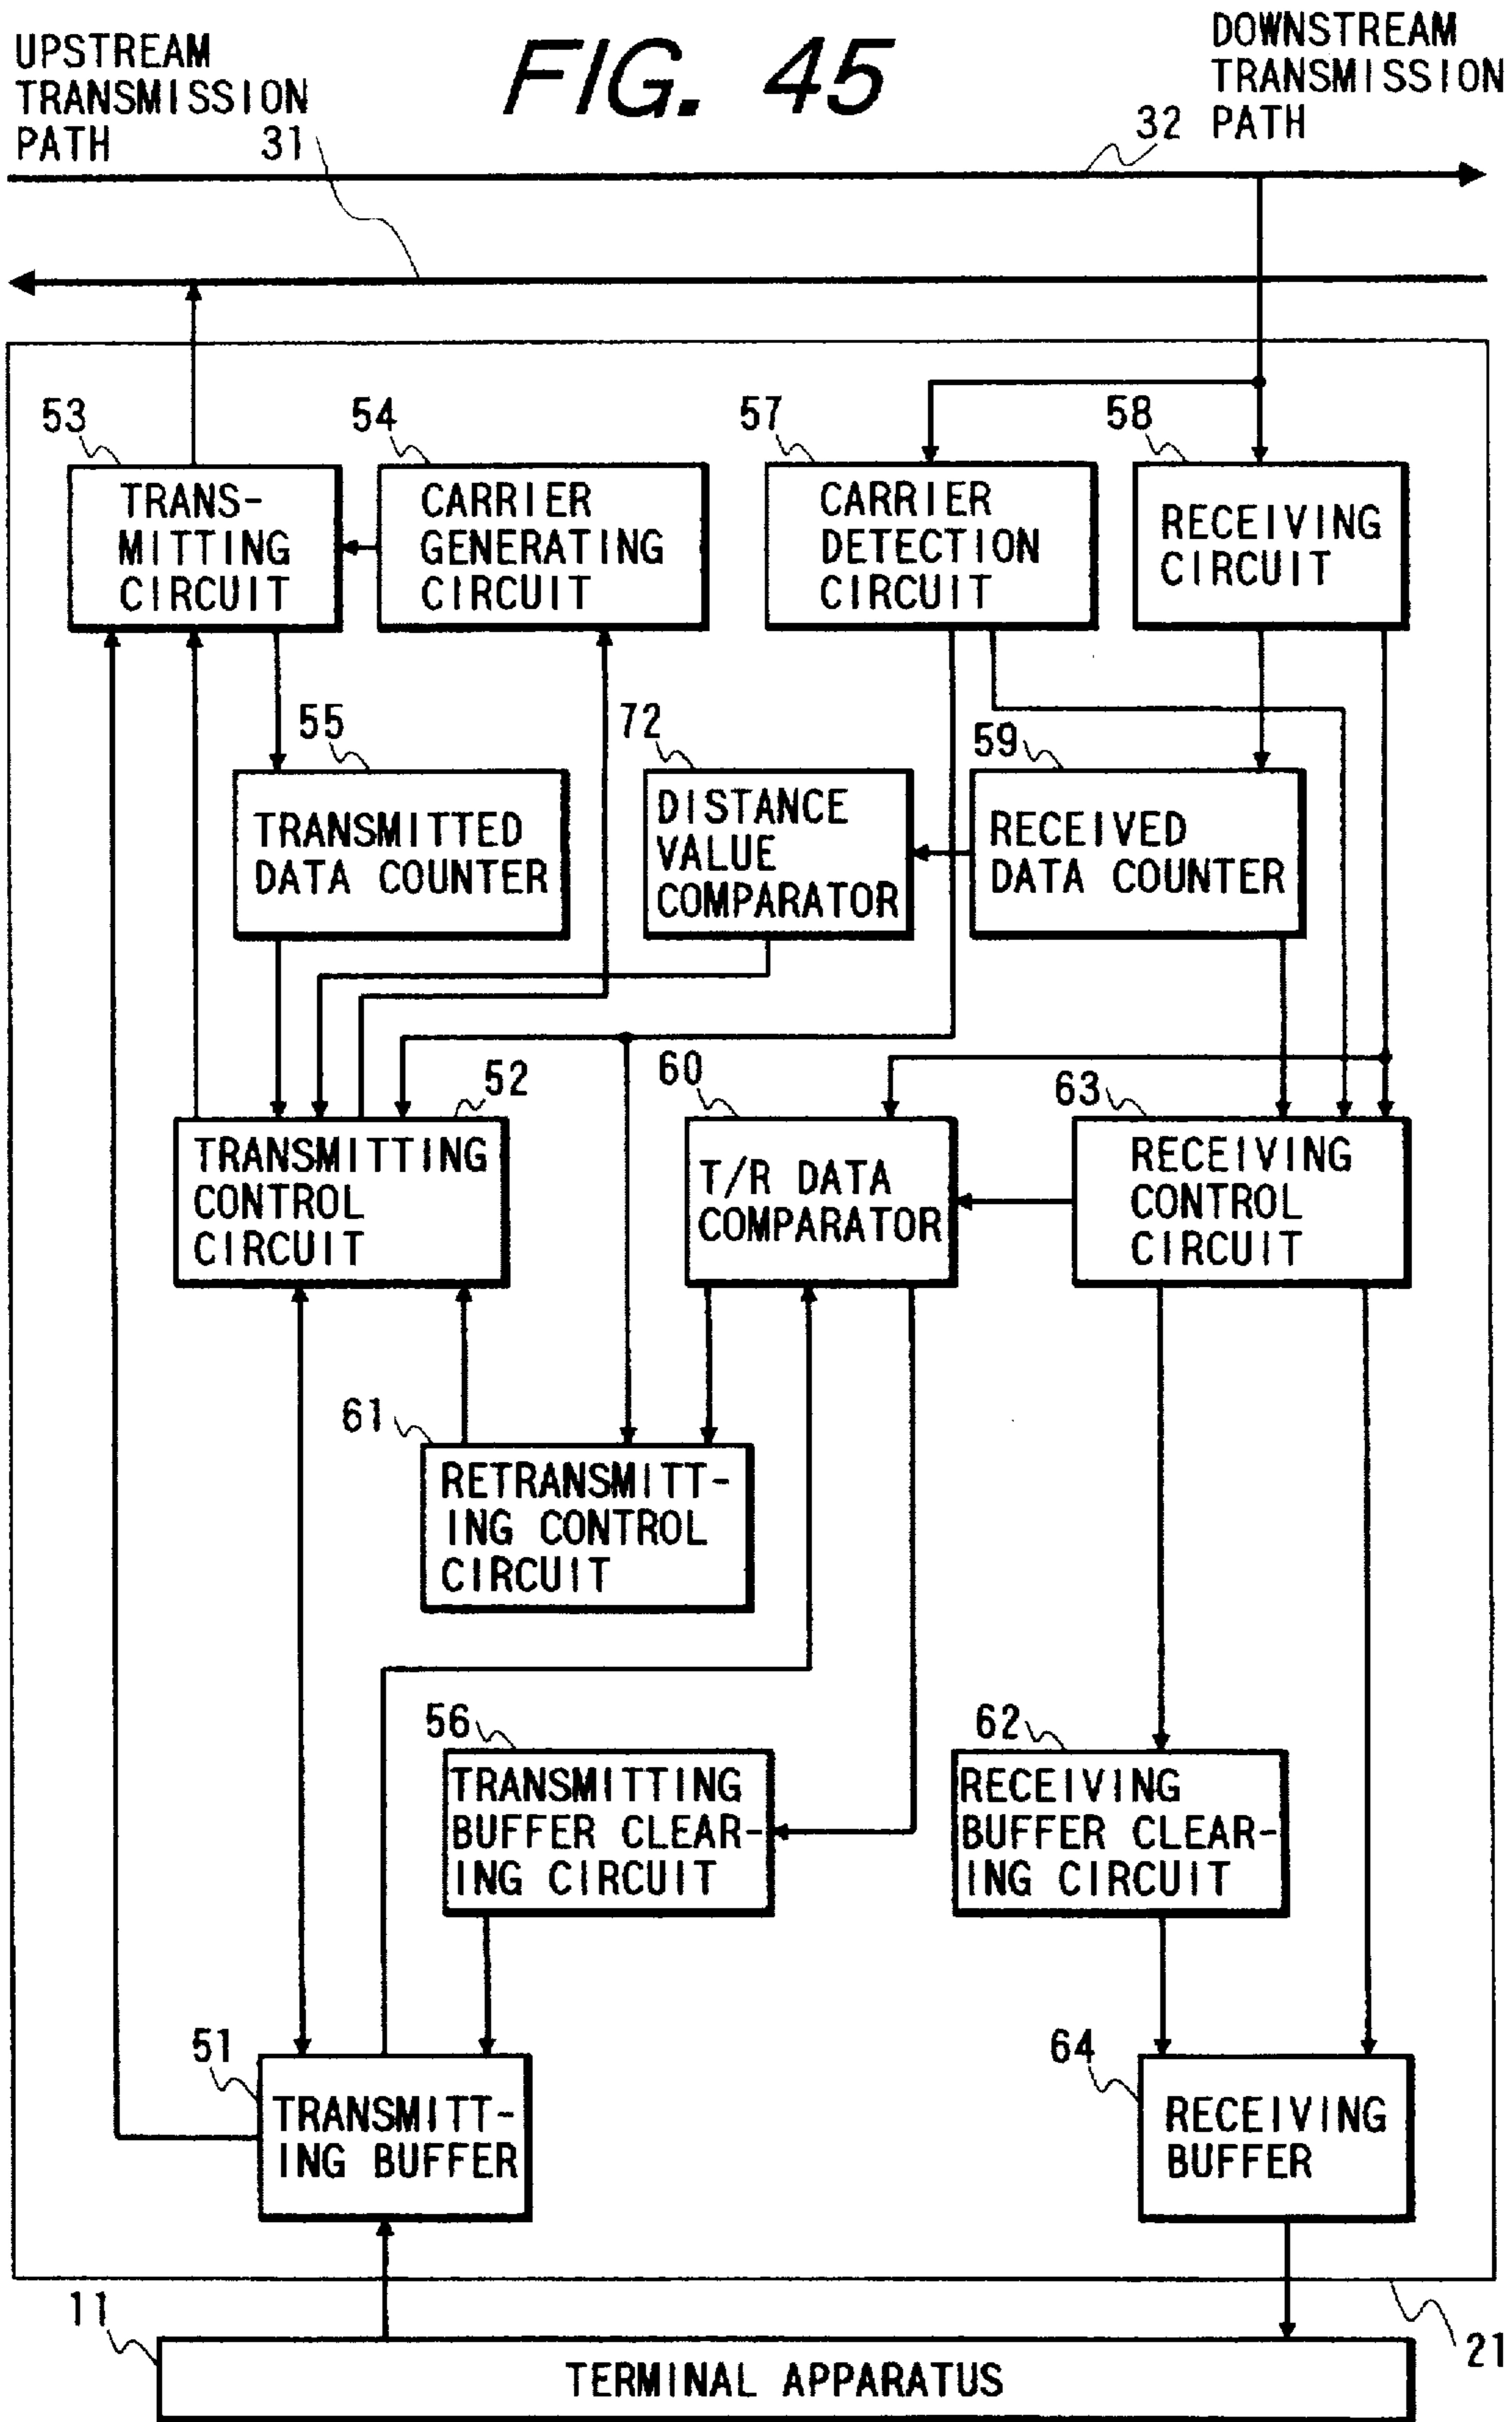 UPSTREAM
TRANSMISSION
PATH
FIG. 45
DOWNSTREAM
TRANSMISSION
PATH
31
32
53
54
57
58
TRANS-
MITTING
CIRCUIT
CARRIER
GENERATING
CIRCUIT
CARRIER
DETECTION
CIRCUIT
RECEIVING
CIRCUIT
55
72
59
TRANSMITTED
DATA COUNTER
DISTANCE
VALUE
COMPARATOR
RECEIVED
DATA COUNTER
52
60
63
TRANSMITTING
CONTROL
CIRCUIT
T/R DATA
COMPARATOR
RECEIVING
CONTROL
CIRCUIT
61
RETRANSMITT-
ING CONTROL
CIRCUIT
56
62
TRANSMITTING
BUFFER CLEAR-
ING CIRCUIT
RECEIVING
BUFFER CLEAR-
ING CIRCUIT
51
64
TRANSMITT-
ING BUFFER
RECEIVING
BUFFER
11
21
TERMINAL APPARATUS